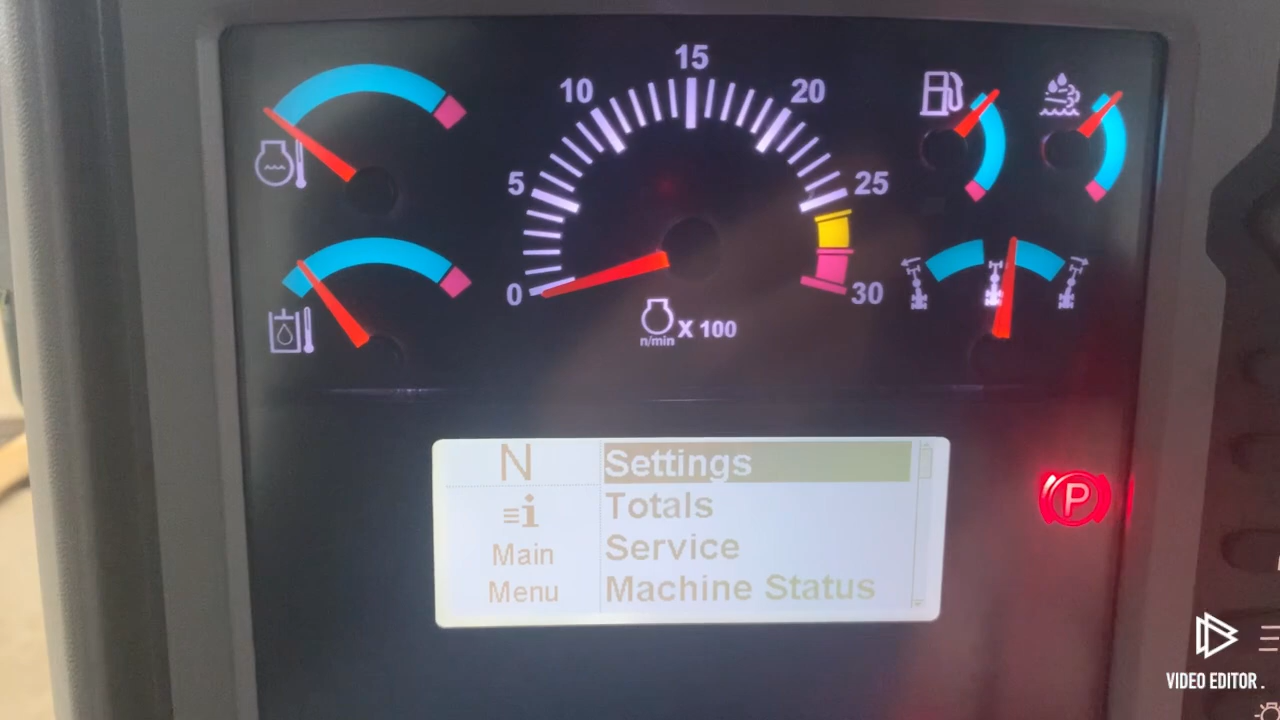 15
10
20
5
25
0
30
X 100
n/min
N
Settings
i
Totals
Main
Service
Menu
Machine Status
P
VIDEO EDITOR .